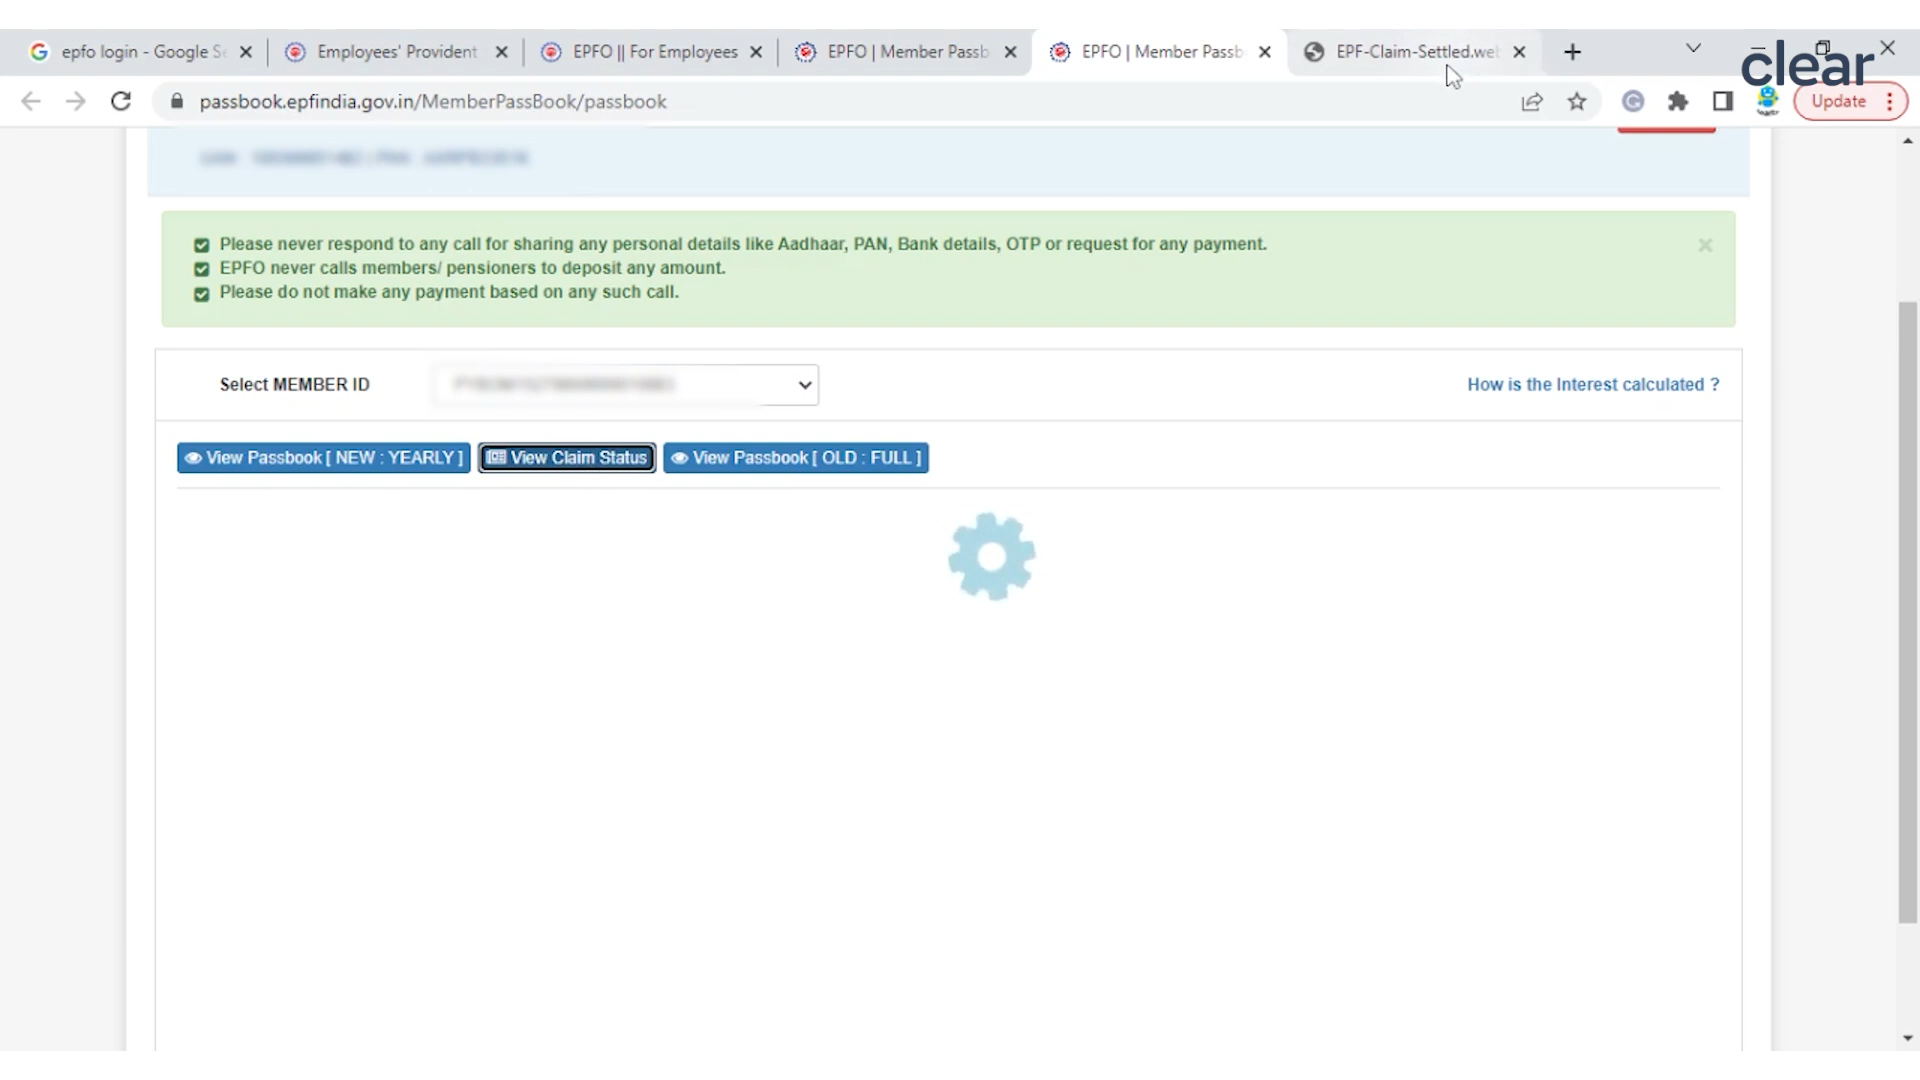 epfo login - Google Se
Employees' Provident
EPFO || For Employees
EPFO | Member Passb
EPFO | Member Passb
EPF-Claim-Settled.web
clear
passbook.epfindia.gov.in/MemberPassBook/passbook
Update
Please never respond to any call for sharing any personal details like Aadhaar, PAN, Bank details, OTP or request for any payment.
EPFO never calls members/ pensioners to deposit any amount.
Please do not make any payment based on any such call.
Select MEMBER ID
How is the Interest calculated ?
View Passbook [ NEW : YEARLY ]
View Claim Status
View Passbook [ OLD : FULL ]